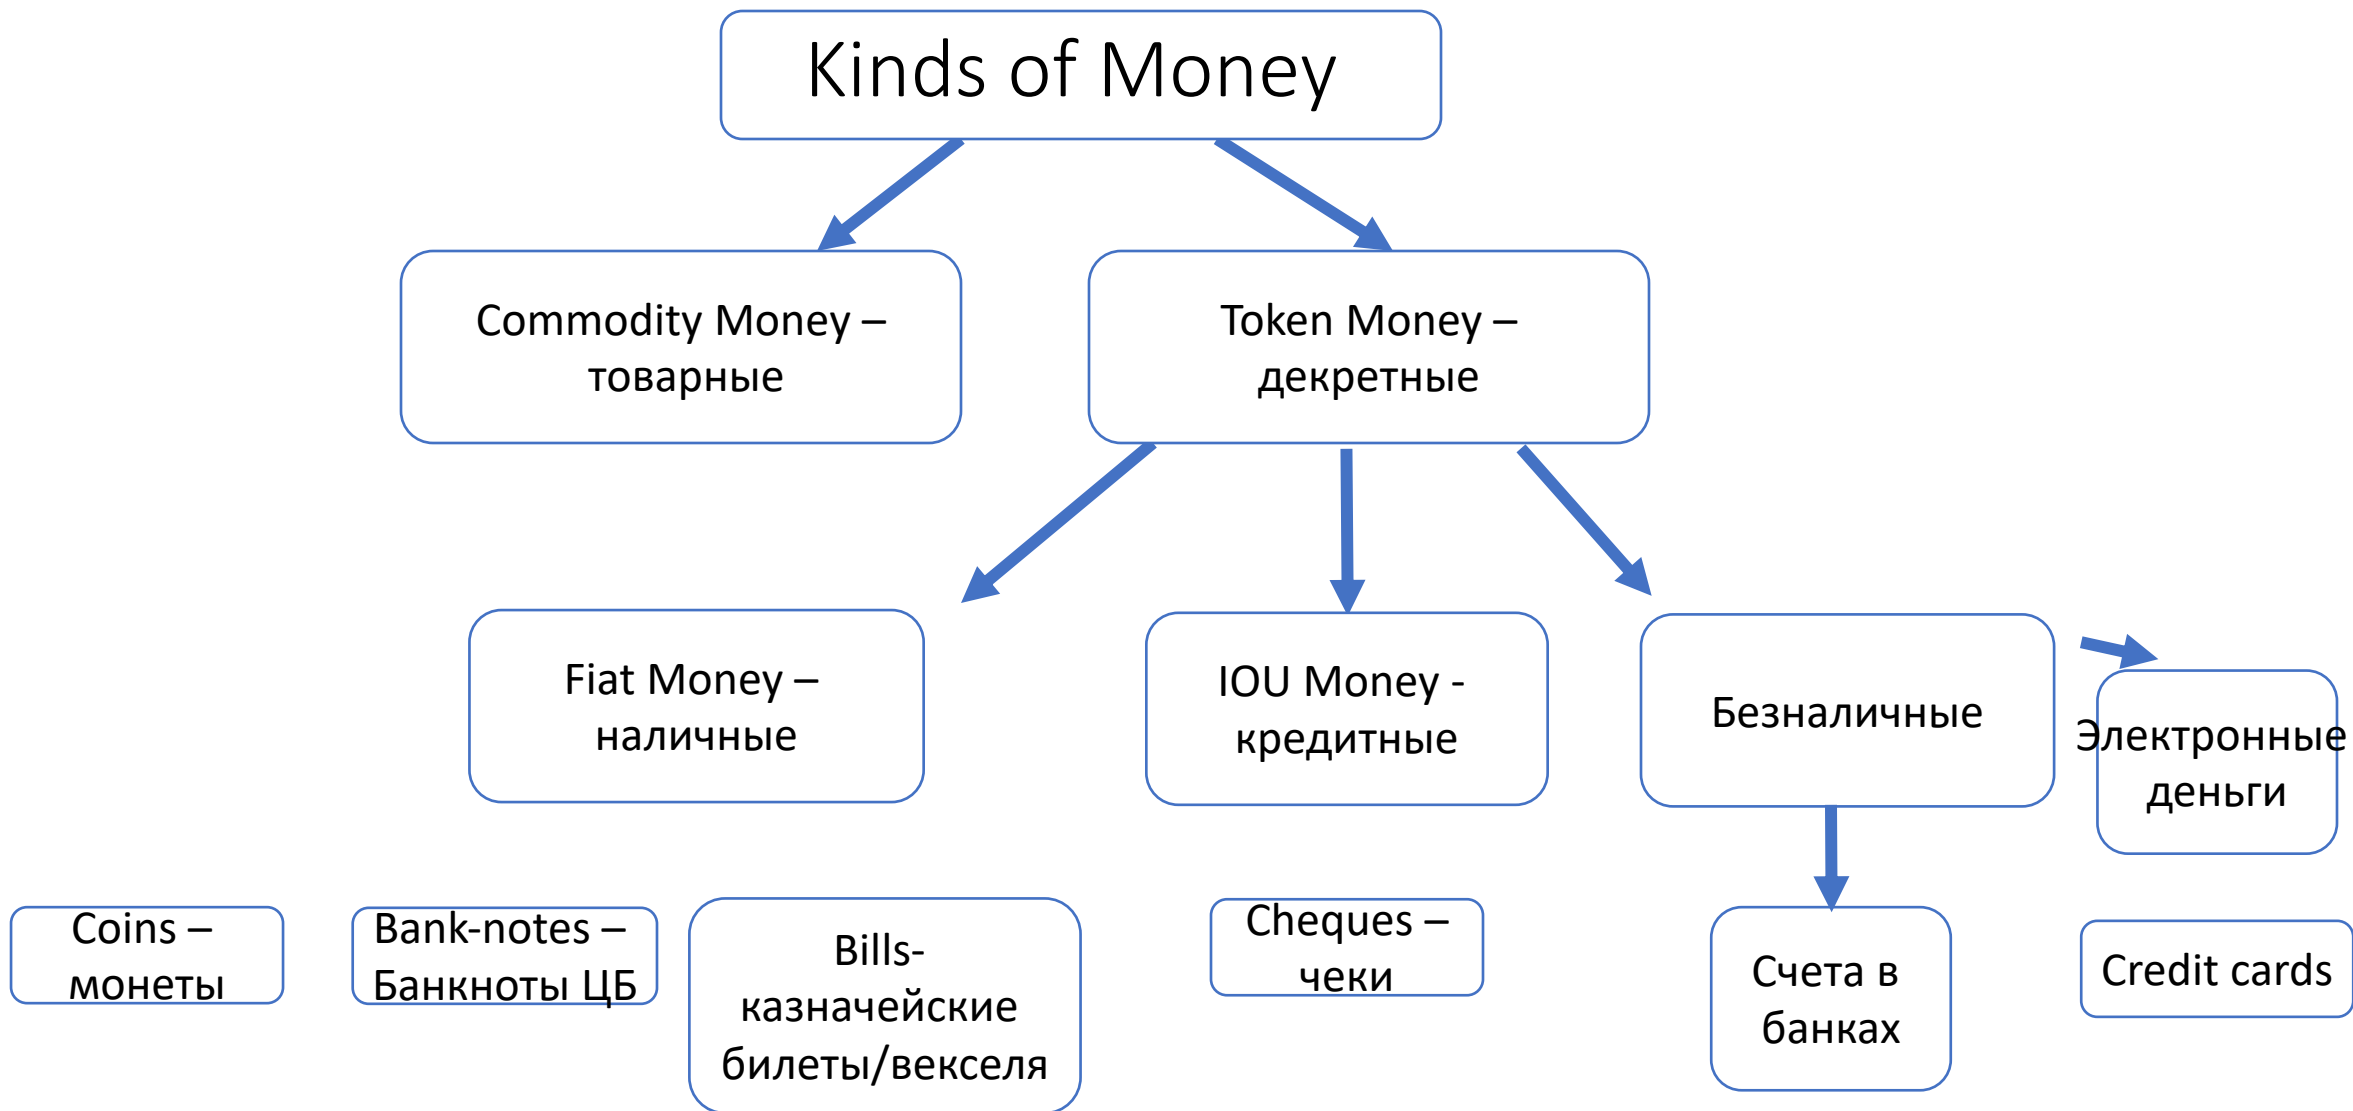 Kinds of Money
Commodity Money –
товарные
Token Money –
декретные
Fiat Money –
наличные
IOU Money -
кредитные
Безналичные
Электронные
деньги
Coins –
монеты
Bank-notes –
Банкноты ЦБ
Bills-
казначейские
билеты/векселя
Cheques –
чеки
Счета в
банках
Credit cards